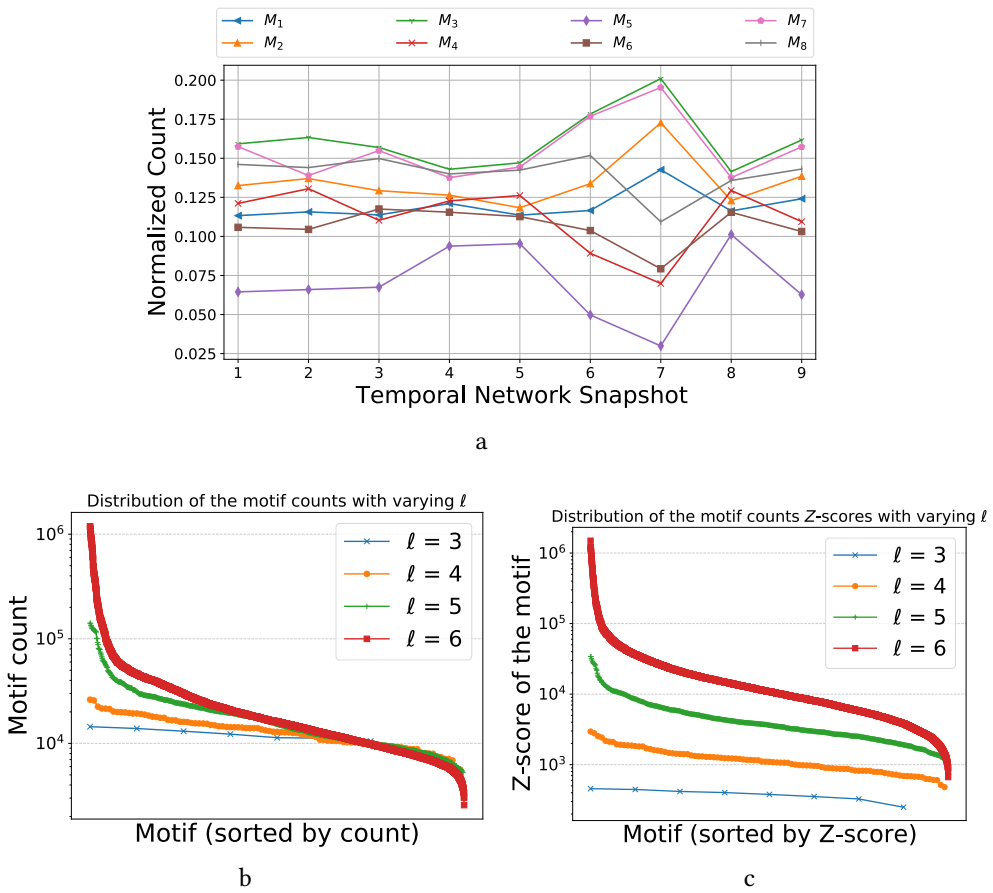 M₁ M₃ M₅ M₇
M₂ M₄ M₆ M₈
Normalized Count
0.200
0.175
0.150
0.125
0.100
0.075
0.050
0.025
1 2 3 4 5 6 7 8 9
Temporal Network Snapshot
a
Distribution of the motif counts with varying ℓ
Motif count
10⁶
10⁵
10⁴
ℓ = 3
ℓ = 4
ℓ = 5
ℓ = 6
Motif (sorted by count)
b
Distribution of the motif counts Z-scores with varying ℓ
Z-score of the motif
10⁶
10⁵
10⁴
10³
ℓ = 3
ℓ = 4
ℓ = 5
ℓ = 6
Motif (sorted by Z-score)
c